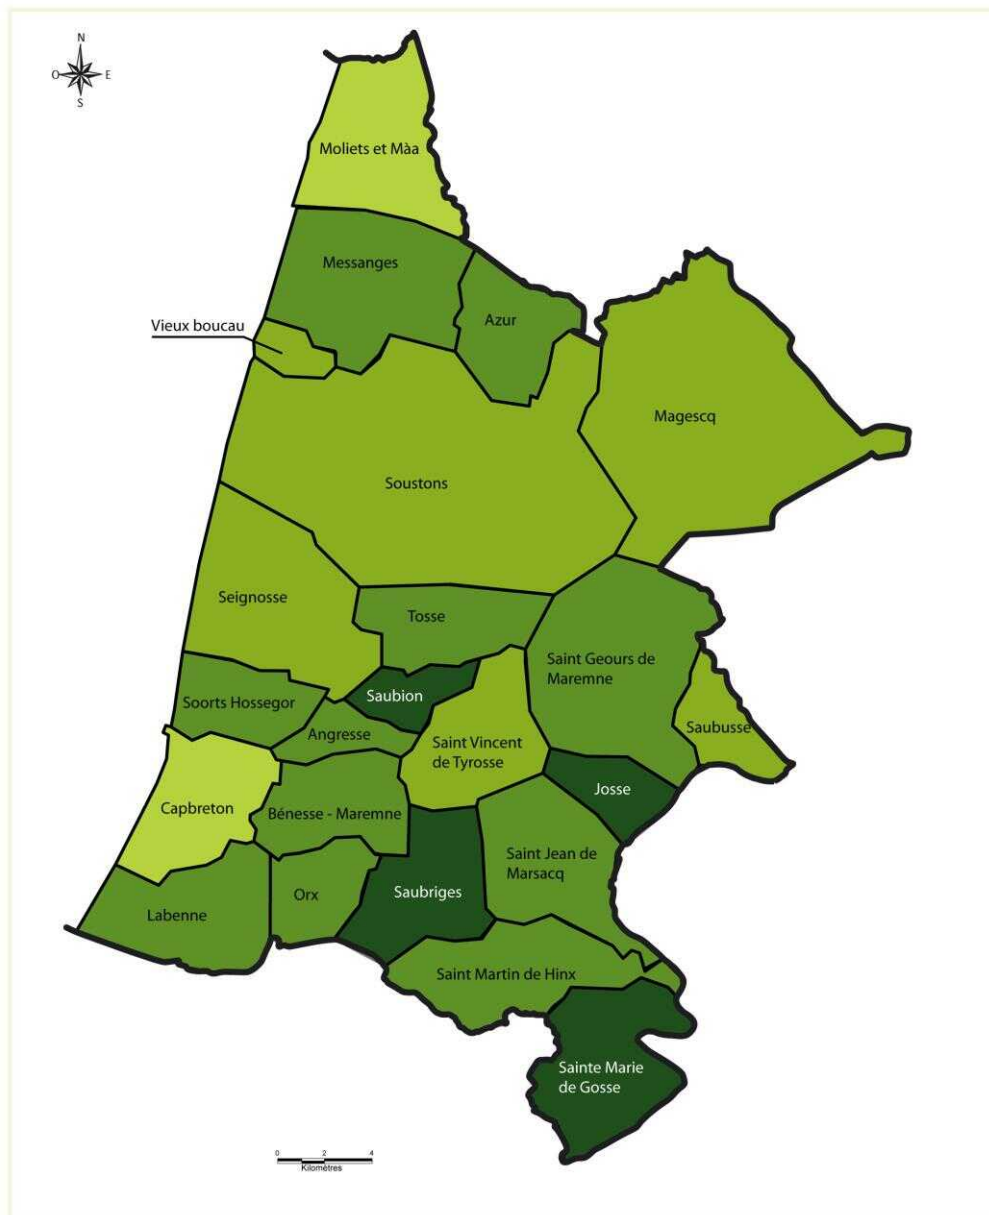 N
O E
S
Moliets et Màa
Messanges
Azur
Vieux boucau
Magescq
Soustons
Seignosse
Tosse
Saint Geours de
Maremne
Saubion
Soorts Hossegor
Saubusse
Angresse
Saint Vincent
de Tyrosse
Josse
Capbreton
Bénesse - Maremne
Saint Jean de
Marsacq
Saubriges
Orx
Labenne
Saint Martin de Hinx
Sainte Marie
de Gosse
0 2 4
Kilomètres